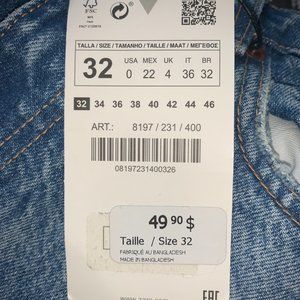 FSC
TALLA / SIZE / TAMANHO / TAILLE / MAAT / ΜΕΓΕΘΟΣ
32 USA MEX UK IT BR
0 22 4 36 32
32 34 36 38 40 42 44 46
ART.: 8197 / 231 / 400
08197231400326
49 90 $
Taille / Size 32
FABRIQUÉ AU BANGLADESH
MADE IN BANGLADESH
EAC